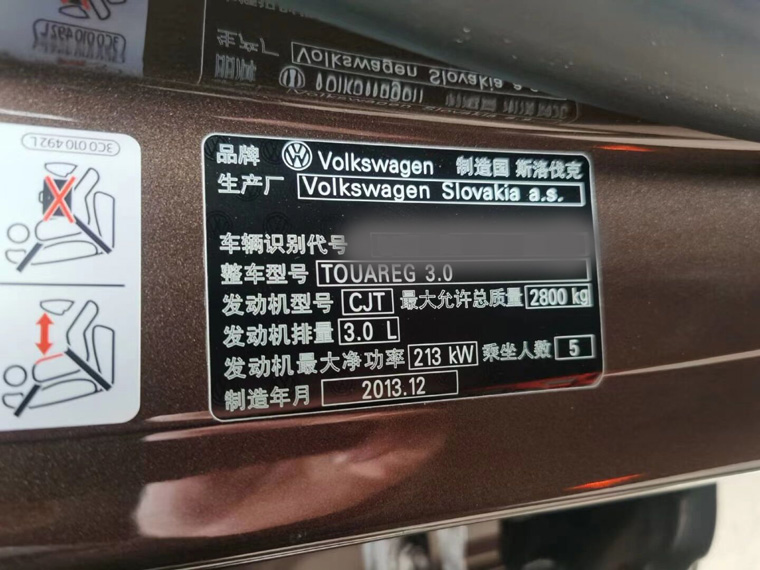 3C0 010 492 L
品牌 Volkswagen 制造国 斯洛伐克
生产厂 Volkswagen Slovakia a.s.
车辆识别代号
整车型号 TOUAREG 3.0
发动机型号 CJT 最大允许总质量 2800 kg
发动机排量 3.0 L
发动机最大净功率 213 kW 乘坐人数 5
制造年月 2013.12